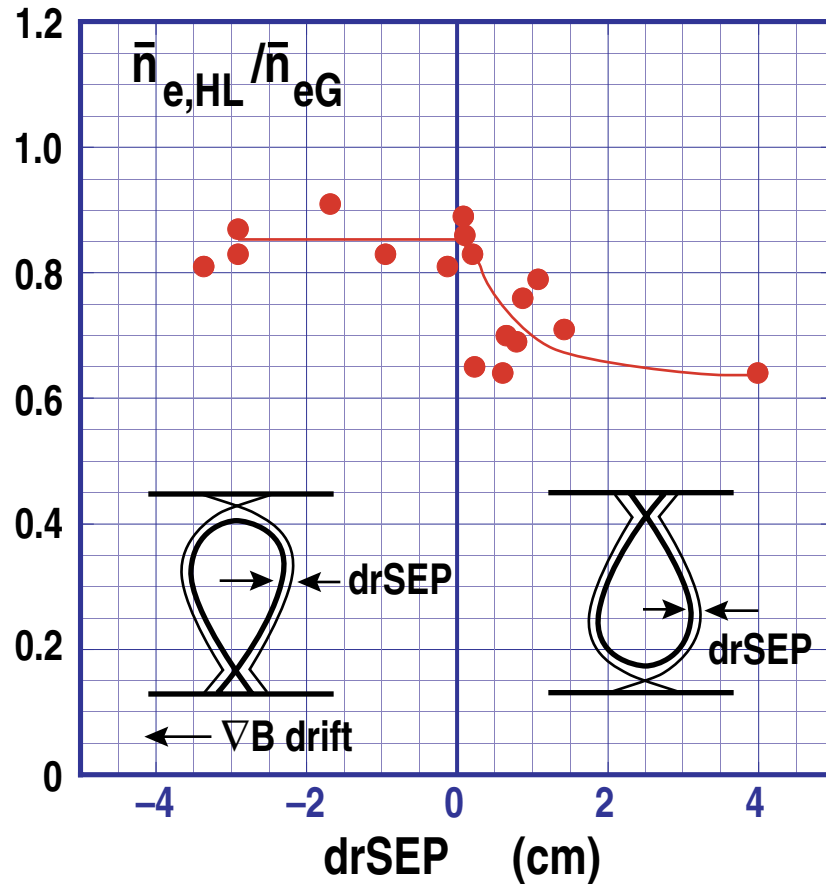 1.2
n̄e,HL /n̄eG
1.0
0.8
0.6
0.4
drSEP
0.2
drSEP
∇B drift
0
–4 –2 0 2 4
drSEP (cm)